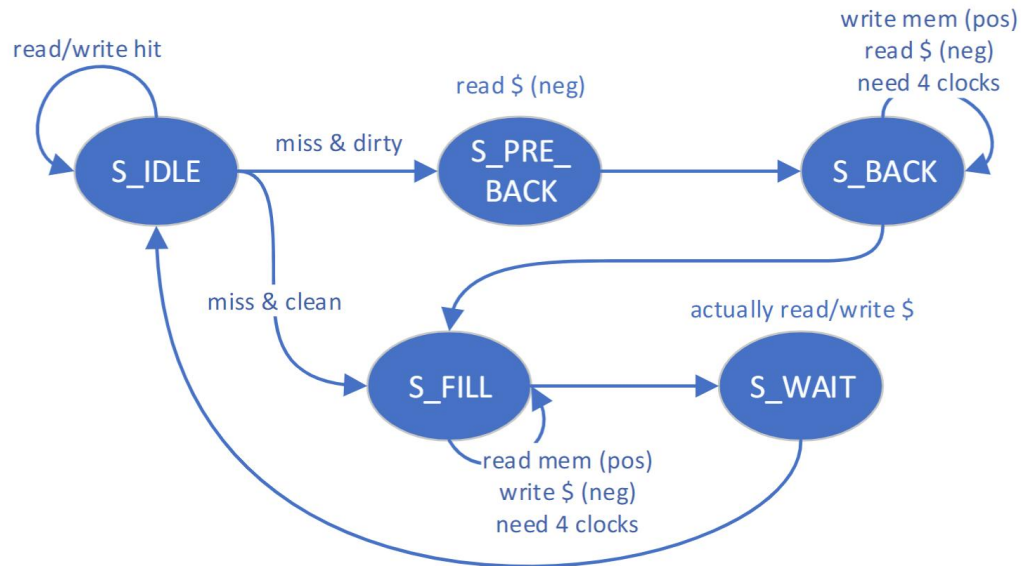 read/write hit
S_IDLE
miss & dirty
read $ (neg)
S_PRE_
BACK
write mem (pos)
read $ (neg)
need 4 clocks
S_BACK
miss & clean
S_FILL
read mem (pos)
write $ (neg)
need 4 clocks
actually read/write $
S_WAIT